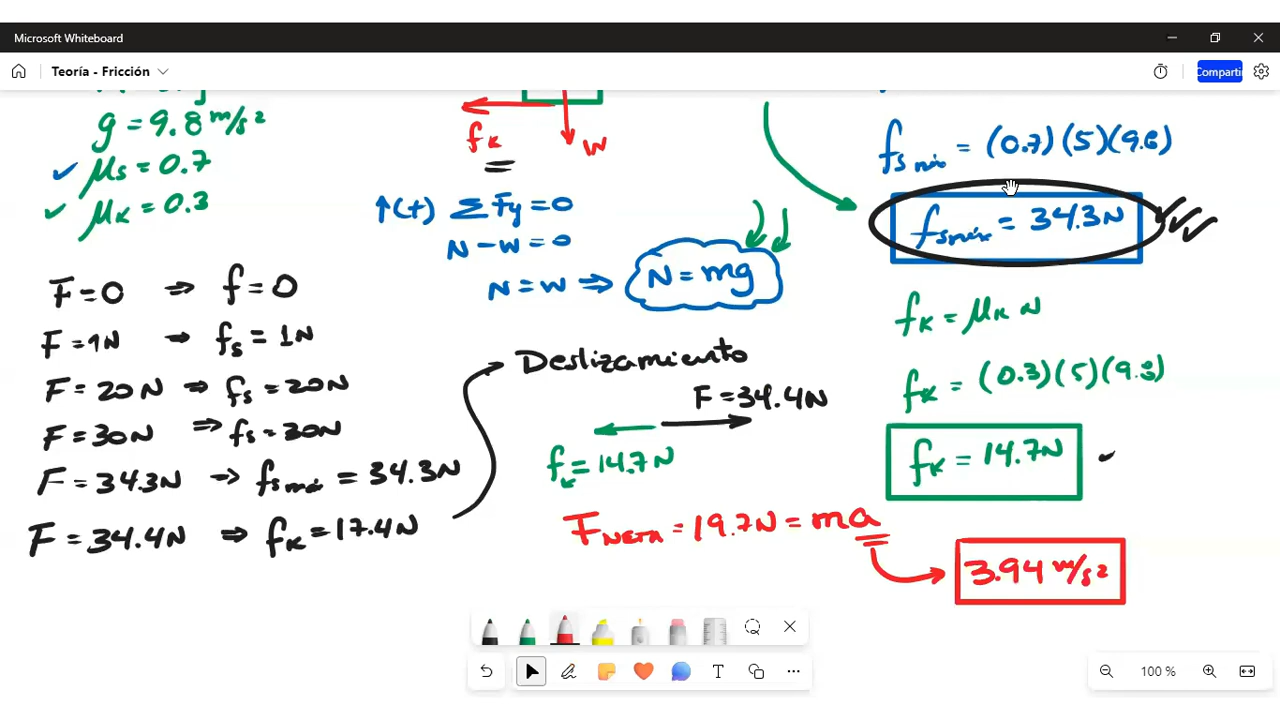 Microsoft Whiteboard
Teoría - Fricción
Comparti
g = 9.8 m/s²
μs = 0.7
μk = 0.3
fk
W
↑(+) ΣFy = 0
N - W = 0
N = W ⇒ N = mg
fs máx = (0.7)(5)(9.8)
fs máx = 34.3N
fk = μk N
fk = (0.3)(5)(9.8)
fk = 14.7N
F = 0 ⇒ f = 0
F = 1N ⇒ fs = 1N
F = 20N ⇒ fs = 20N
F = 30N ⇒ fs = 30N
F = 34.3N ⇒ fs máx = 34.3N
F = 34.4N ⇒ fk = 17.4N
Deslizamiento
F = 34.4N
fk = 14.7N
FNETA = 19.7N = ma
3.94 m/s²
100 %